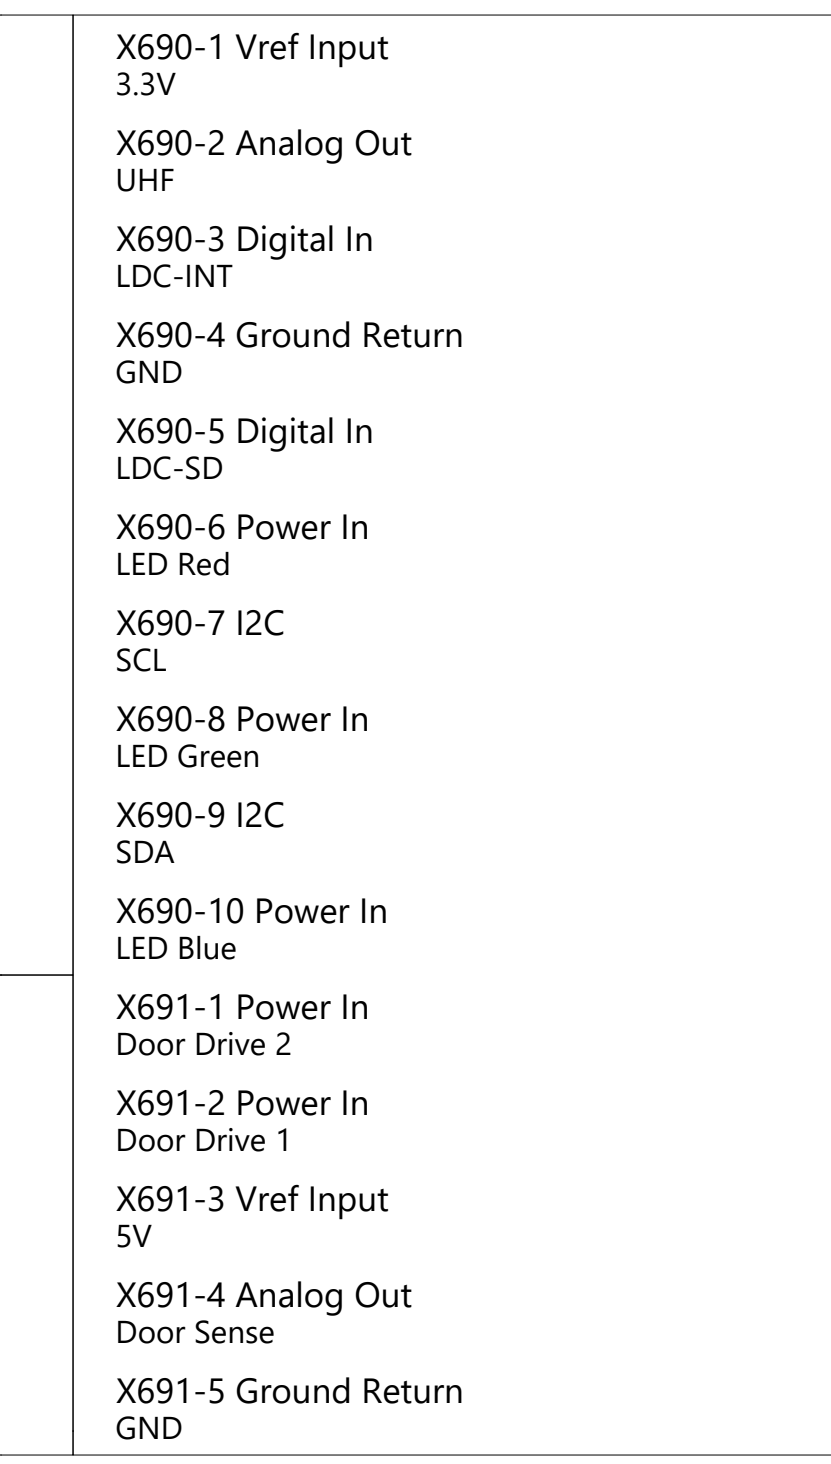 X690-1 Vref Input
3.3V
X690-2 Analog Out
UHF
X690-3 Digital In
LDC-INT
X690-4 Ground Return
GND
X690-5 Digital In
LDC-SD
X690-6 Power In
LED Red
X690-7 I2C
SCL
X690-8 Power In
LED Green
X690-9 I2C
SDA
X690-10 Power In
LED Blue
X691-1 Power In
Door Drive 2
X691-2 Power In
Door Drive 1
X691-3 Vref Input
5V
X691-4 Analog Out
Door Sense
X691-5 Ground Return
GND